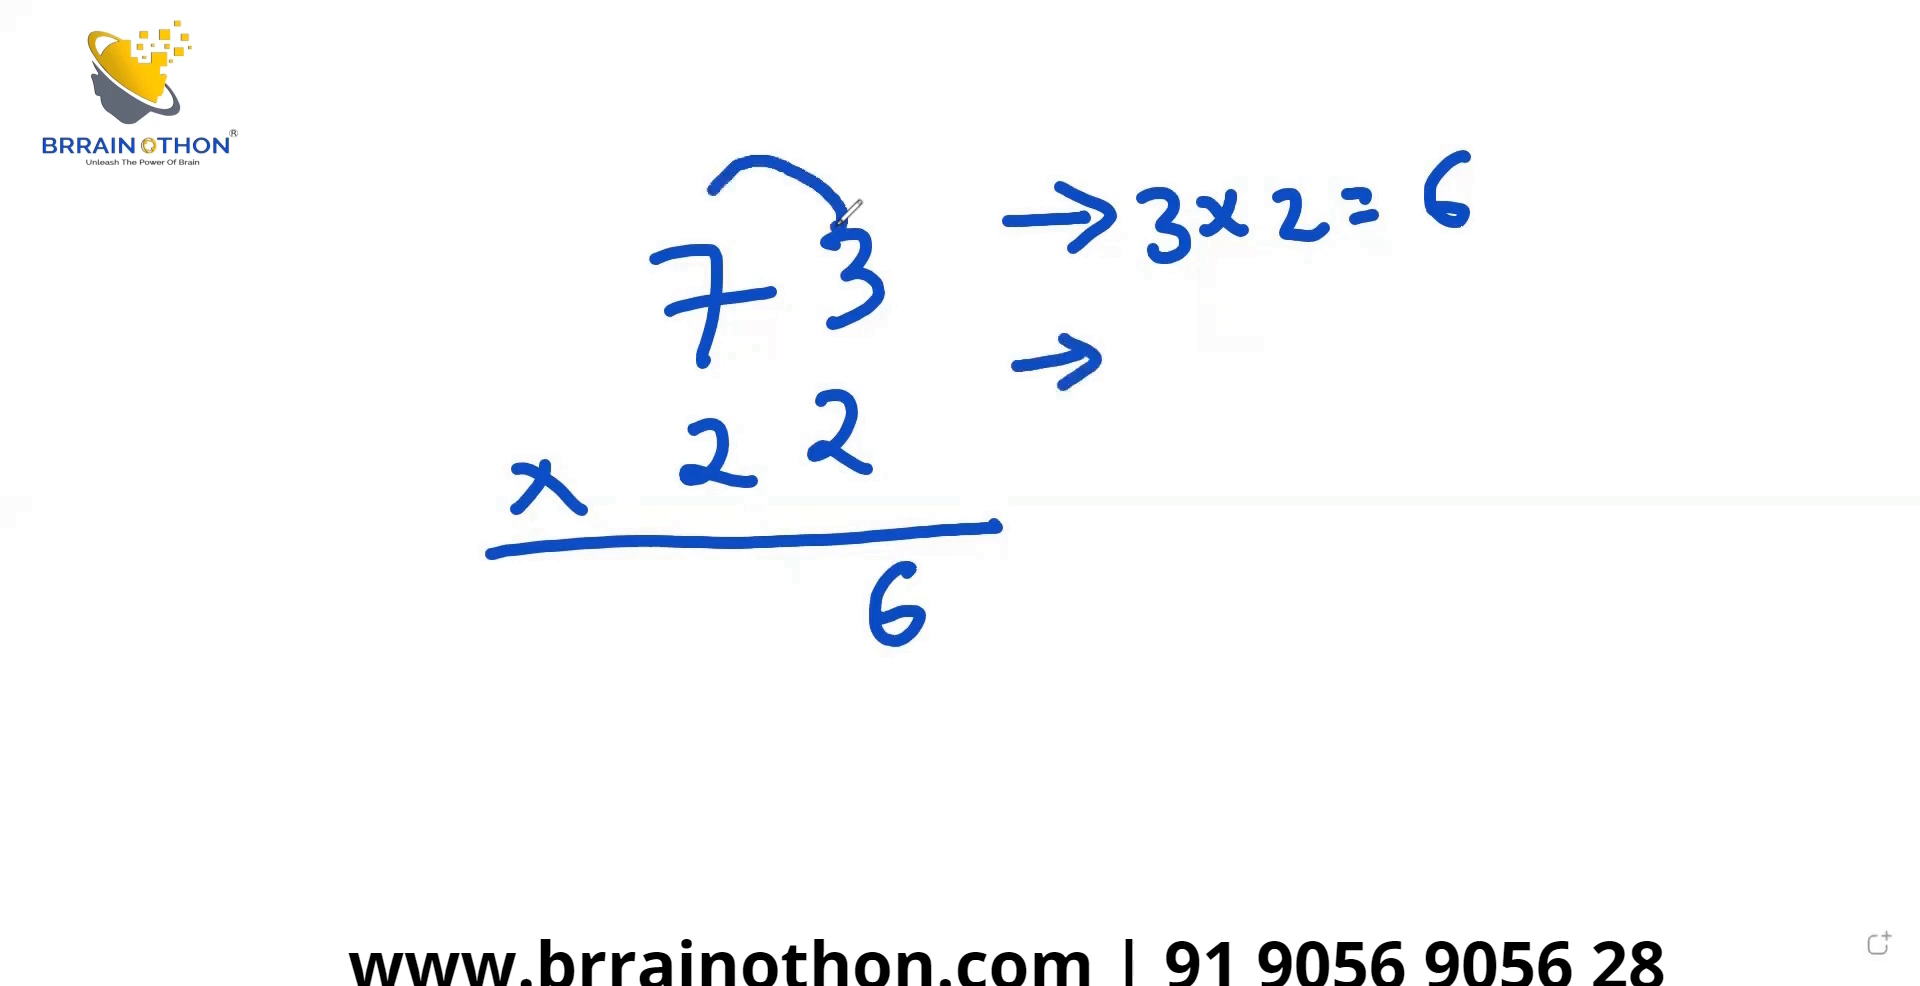 BRRAIN OTHON®
Unleash The Power Of Brain
7 3
→ 3 x 2 = 6
→
x 2 2
6
www.brrainothon.com | 91 9056 9056 28